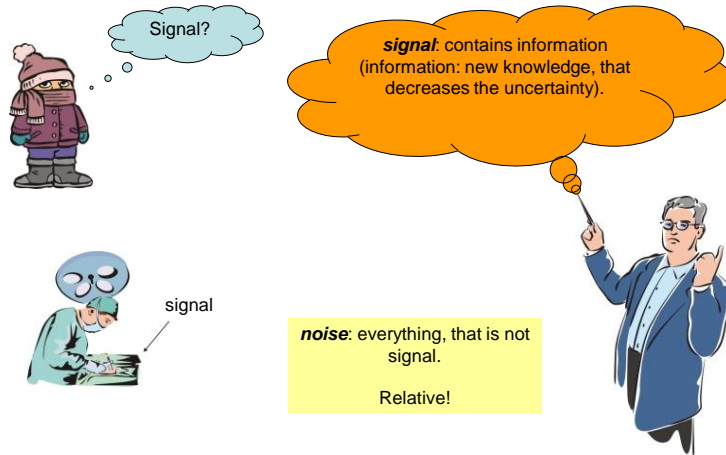 Signal?
signal: contains information
(information: new knowledge, that
decreases the uncertainty).
signal
noise: everything, that is not
signal.
Relative!